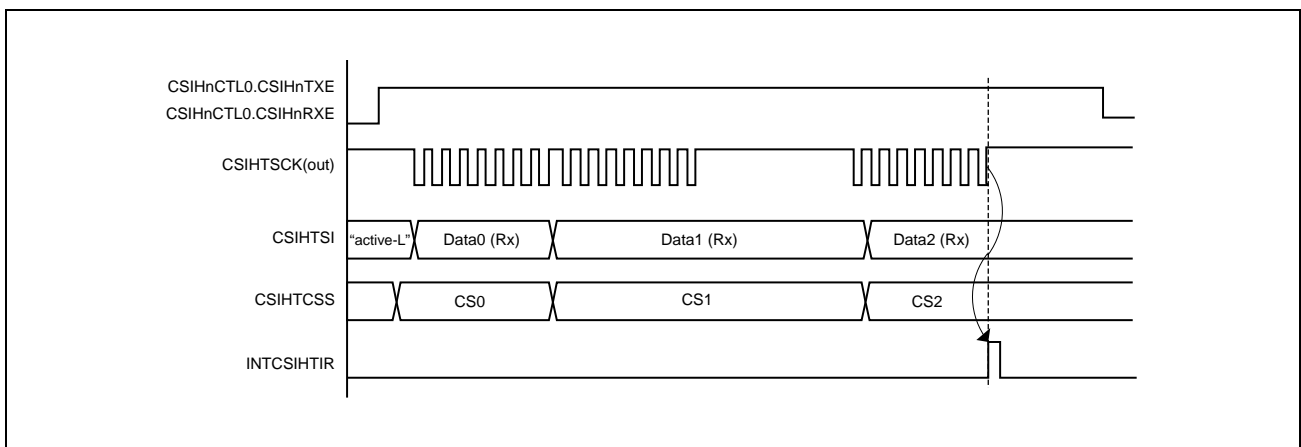 CSIHnCTL0.CSIHnTXE
CSIHnCTL0.CSIHnRXE
CSIHTSCK(out)
CSIHTSI
“active-L”
Data0 (Rx)
Data1 (Rx)
Data2 (Rx)
CSIHTCSS
CS0
CS1
CS2
INTCSIHTIR